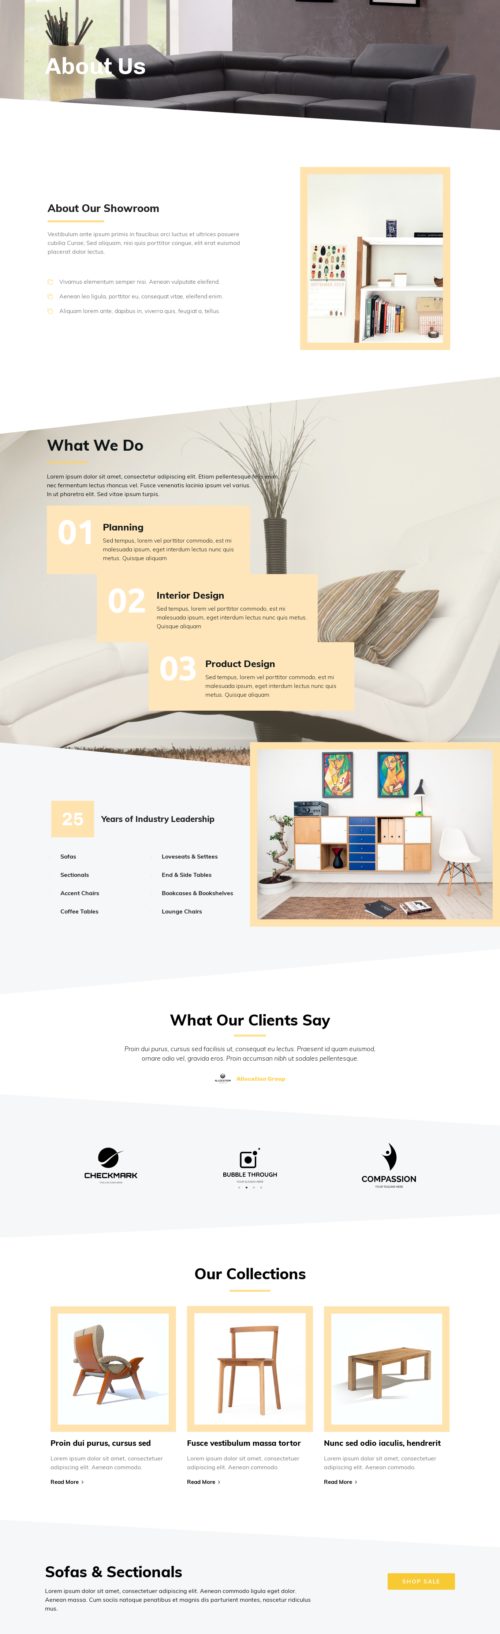 About Us
About Our Showroom
Vestibulum ante ipsum primis in faucibus orci luctus et ultrices posuere
cubilia Curae. Sed aliquam, nisi quis porttitor congue, elit erat euismod
placerat dolor lectus.
Vivamus elementum semper nisi. Aenean vulputate eleifend.
Aenean leo ligula, porttitor eu, consequat vitae, eleifend enim.
Aliquam lorem ante, dapibus in, viverra quis, feugiat a, tellus.
What We Do
Lorem ipsum dolor sit amet, consectetur adipiscing elit. Etiam pellentesque
nec fermentum lectus rhoncus vel. Fusce venenatis lacinia ipsum vel varius.
In ut pharetra elit. Sed vitae ipsum turpis.
01 Planning
Sed tempus, lorem vel porttitor commodo, est mi
malesuada ipsum, eget interdum lectus nunc quis
metus. Quisque aliquam
02 Interior Design
Sed tempus, lorem vel porttitor commodo, est mi
malesuada ipsum, eget interdum lectus nunc quis metus.
Quisque aliquam
03 Product Design
Sed tempus, lorem vel porttitor commodo, est mi
malesuada ipsum, eget interdum lectus nunc quis
metus. Quisque aliquam
25 Years of Industry Leadership
Sofas Loveseats & Settees
Sectionals End & Side Tables
Accent Chairs Bookcases & Bookshelves
Coffee Tables Lounge Chairs
What Our Clients Say
Proin dui purus, cursus sed facilisis ut, consequat eu lectus. Praesent id quam euismod,
ornare odio vel, gravida eros. Proin accumsan nibh ut sodales pellentesque.
Allocation Group
CHECKMARK BUBBLE THROUGH COMPASSION
Our Collections
Proin dui purus, cursus sed Fusce vestibulum massa tortor Nunc sed odio iaculis, hendrerit
Lorem ipsum dolor sit amet, consectetuer Lorem ipsum dolor sit amet, consectetuer Lorem ipsum dolor sit amet, consectetuer
adipiscing elit. Aenean commodo. adipiscing elit. Aenean commodo. adipiscing elit. Aenean commodo.
Read More › Read More › Read More ›
Sofas & Sectionals
Lorem ipsum dolor sit amet, consectetuer adipiscing elit. Aenean commodo ligula eget dolor.
Aenean massa. Cum sociis natoque penatibus et magnis dis parturient montes, nascetur ridiculus
mus.
SHOP SALE